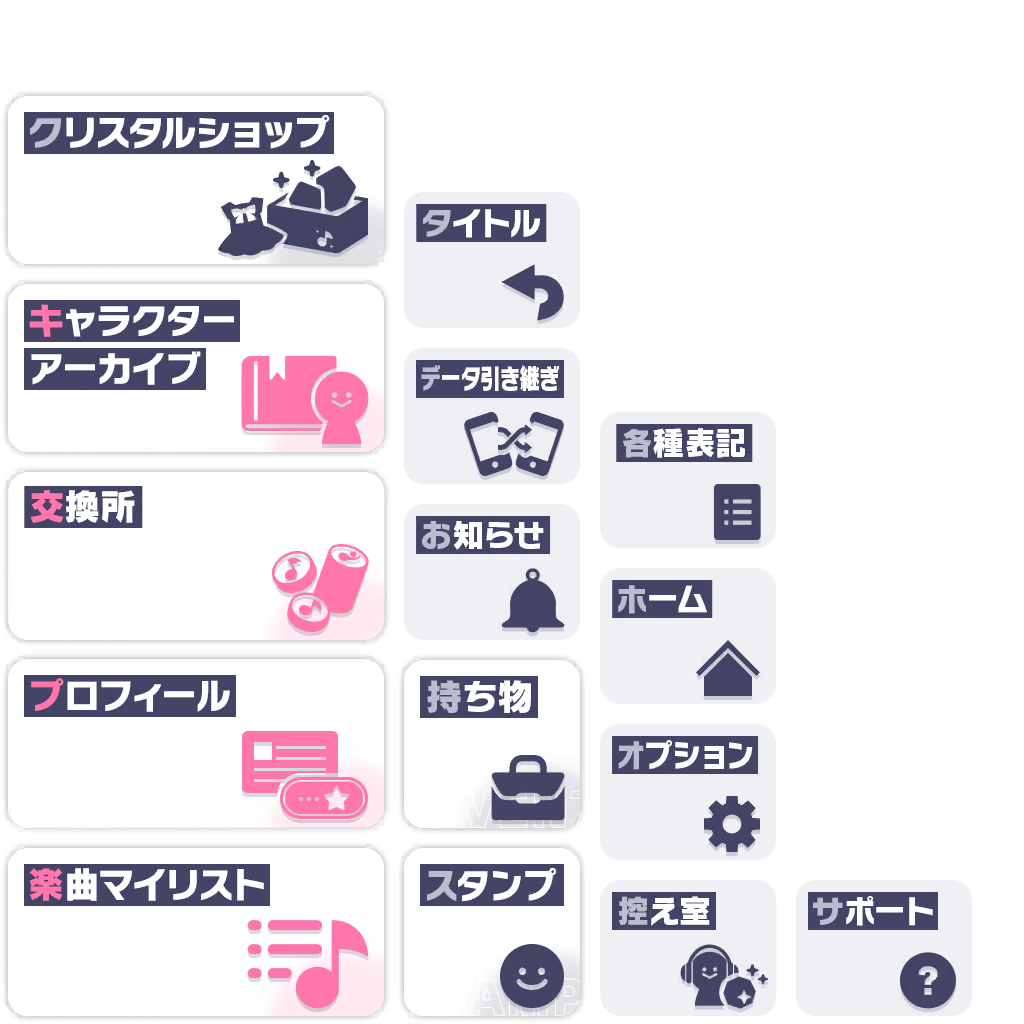 クリスタルショップ
キャラクター
アーカイブ
交換所
プロフィール
楽曲マイリスト
タイトル
データ引き継ぎ
お知らせ
持ち物
スタンプ
各種表記
ホーム
オプション
控え室
サポート
?